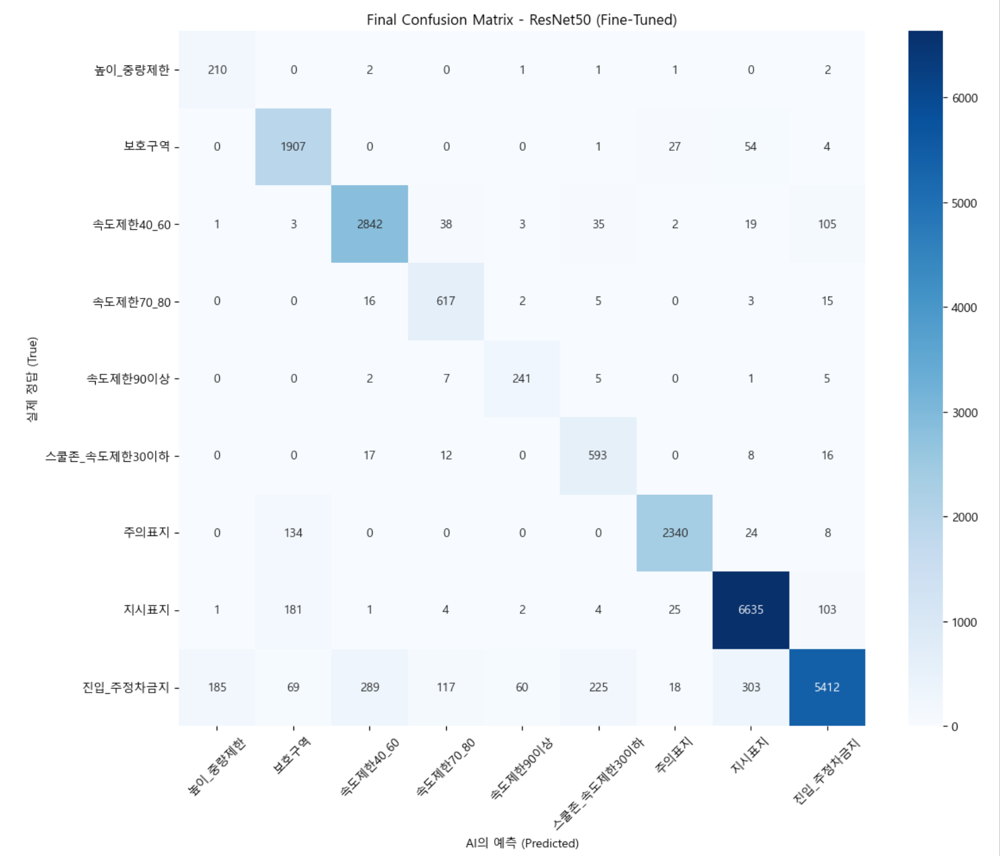 Final Confusion Matrix - ResNet50 (Fine-Tuned)
높이_중량제한 210 0 2 0 1 1 1 0 2
보호구역 0 1907 0 0 0 1 27 54 4
속도제한40_60 1 3 2842 38 3 35 2 19 105
속도제한70_80 0 0 16 617 2 5 0 3 15
속도제한90이상 0 0 2 7 241 5 0 1 5
스쿨존_속도제한30이하 0 0 17 12 0 593 0 8 16
주의표지 0 134 0 0 0 0 2340 24 8
지시표지 1 181 1 4 2 4 25 6635 103
진입_주정차금지 185 69 289 117 60 225 18 303 5412
실제 정답 (True)
높이_중량제한 보호구역 속도제한40_60 속도제한70_80 속도제한90이상 스쿨존_속도제한30이하 주의표지 지시표지 진입_주정차금지
AI의 예측 (Predicted)
6000
5000
4000
3000
2000
1000
0